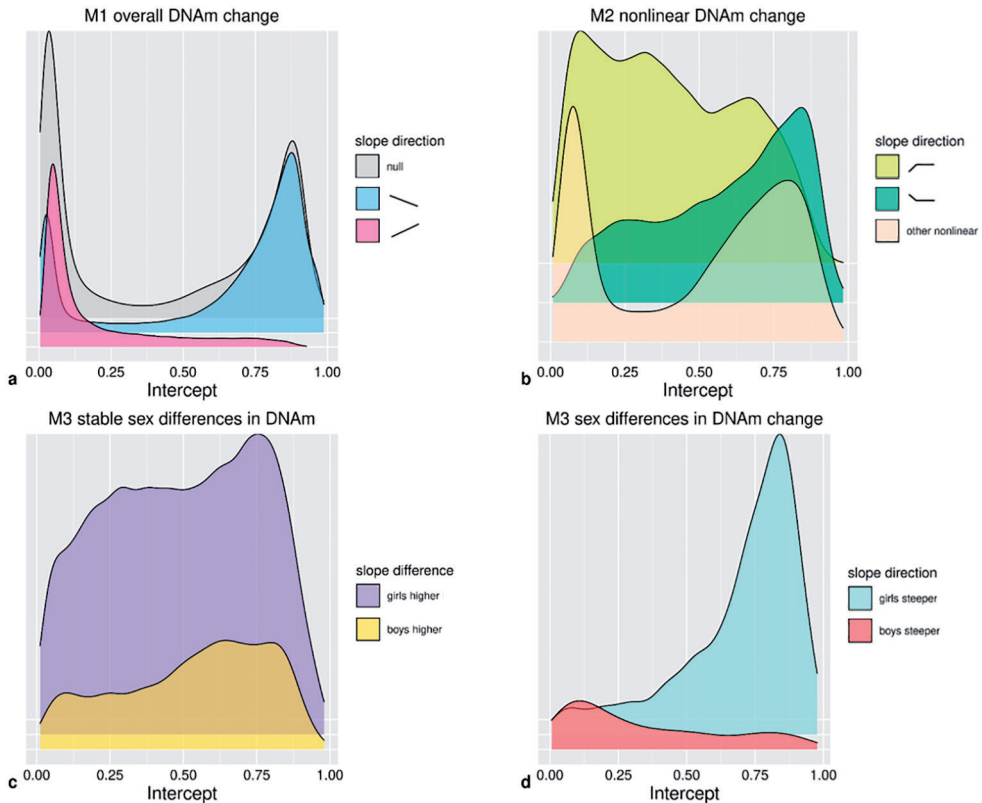 M1 overall DNAm change
slope direction
null
0.00 0.25 0.50 0.75 1.00
Intercept
a
M2 nonlinear DNAm change
slope direction
other nonlinear
0.00 0.25 0.50 0.75 1.00
Intercept
b
M3 stable sex differences in DNAm
slope difference
girls higher
boys higher
0.00 0.25 0.50 0.75 1.00
Intercept
c
M3 sex differences in DNAm change
slope direction
girls steeper
boys steeper
0.00 0.25 0.50 0.75 1.00
Intercept
d